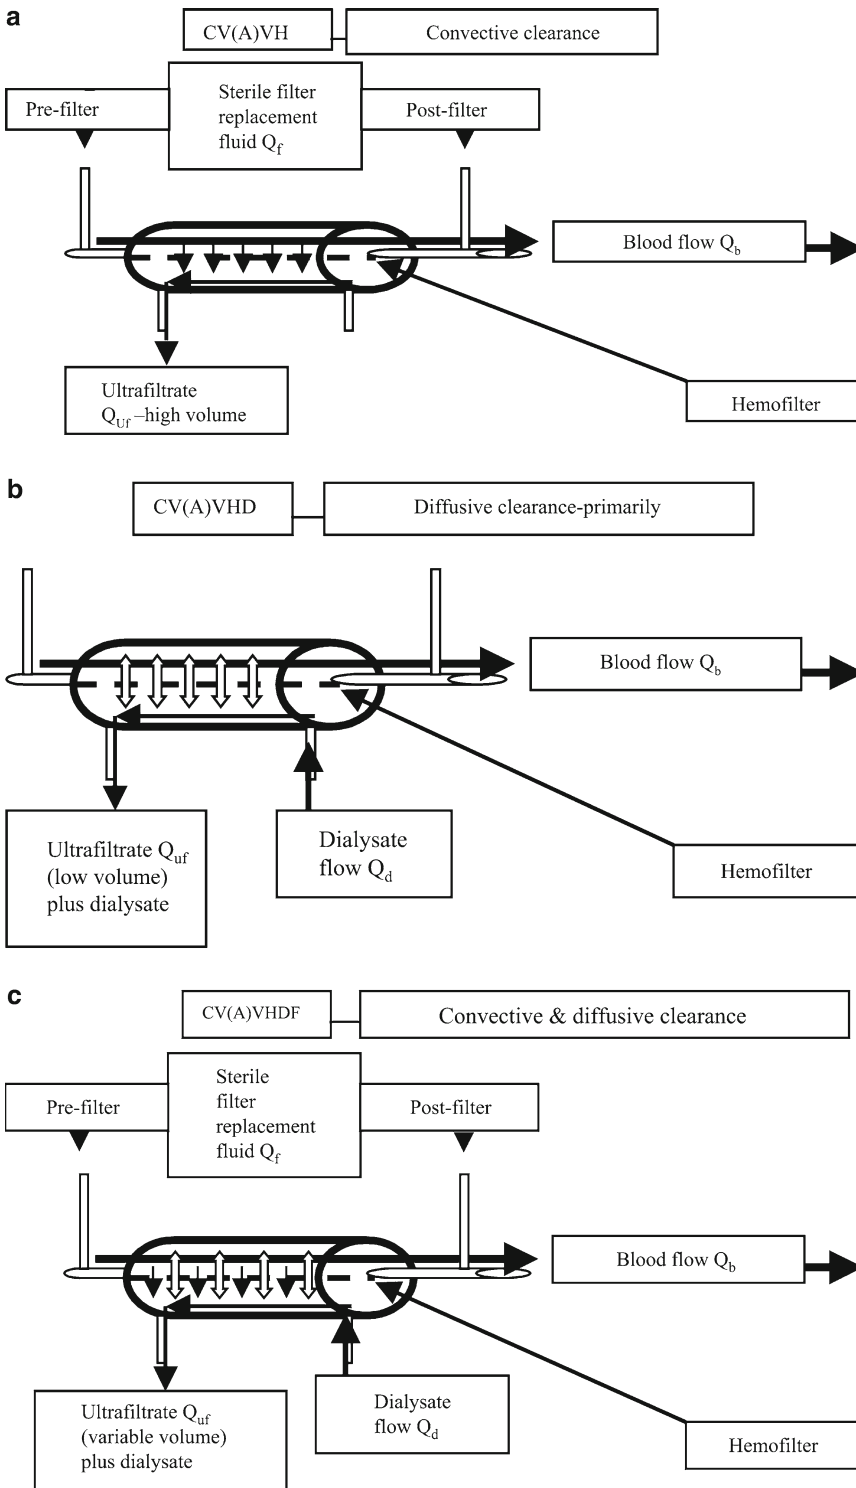 a
CV(A)VH
Convective clearance
Pre-filter
Sterile filter
replacement
fluid Qf
Post-filter
Blood flow Qb
Ultrafiltrate
QUf –high volume
Hemofilter
b
CV(A)VHD
Diffusive clearance-primarily
Blood flow Qb
Ultrafiltrate Quf
(low volume)
plus dialysate
Dialysate
flow Qd
Hemofilter
c
CV(A)VHDF
Convective & diffusive clearance
Pre-filter
Sterile
filter
replacement
fluid Qf
Post-filter
Blood flow Qb
Ultrafiltrate Quf
(variable volume)
plus dialysate
Dialysate
flow Qd
Hemofilter